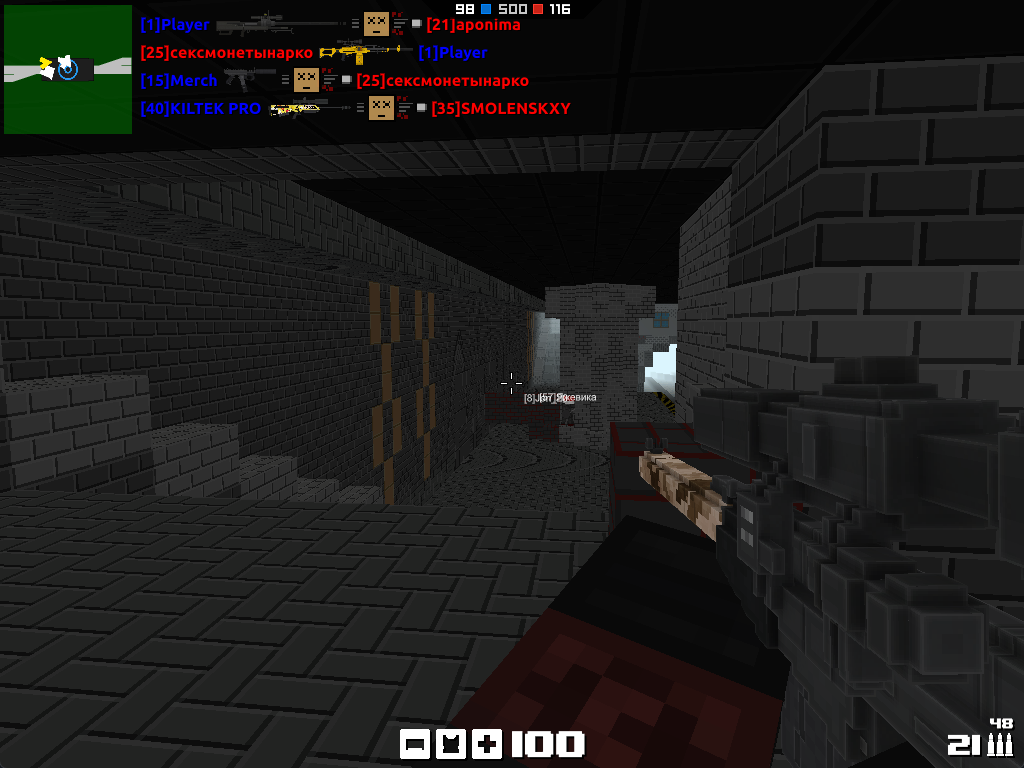 98 500 116
[1]Player [21]aponima
[25]сексмонетынарко [1]Player
[15]Merch [25]сексмонетынарко
[40]KILTEK PRO [35]SMOLENSKXY
100
48
21